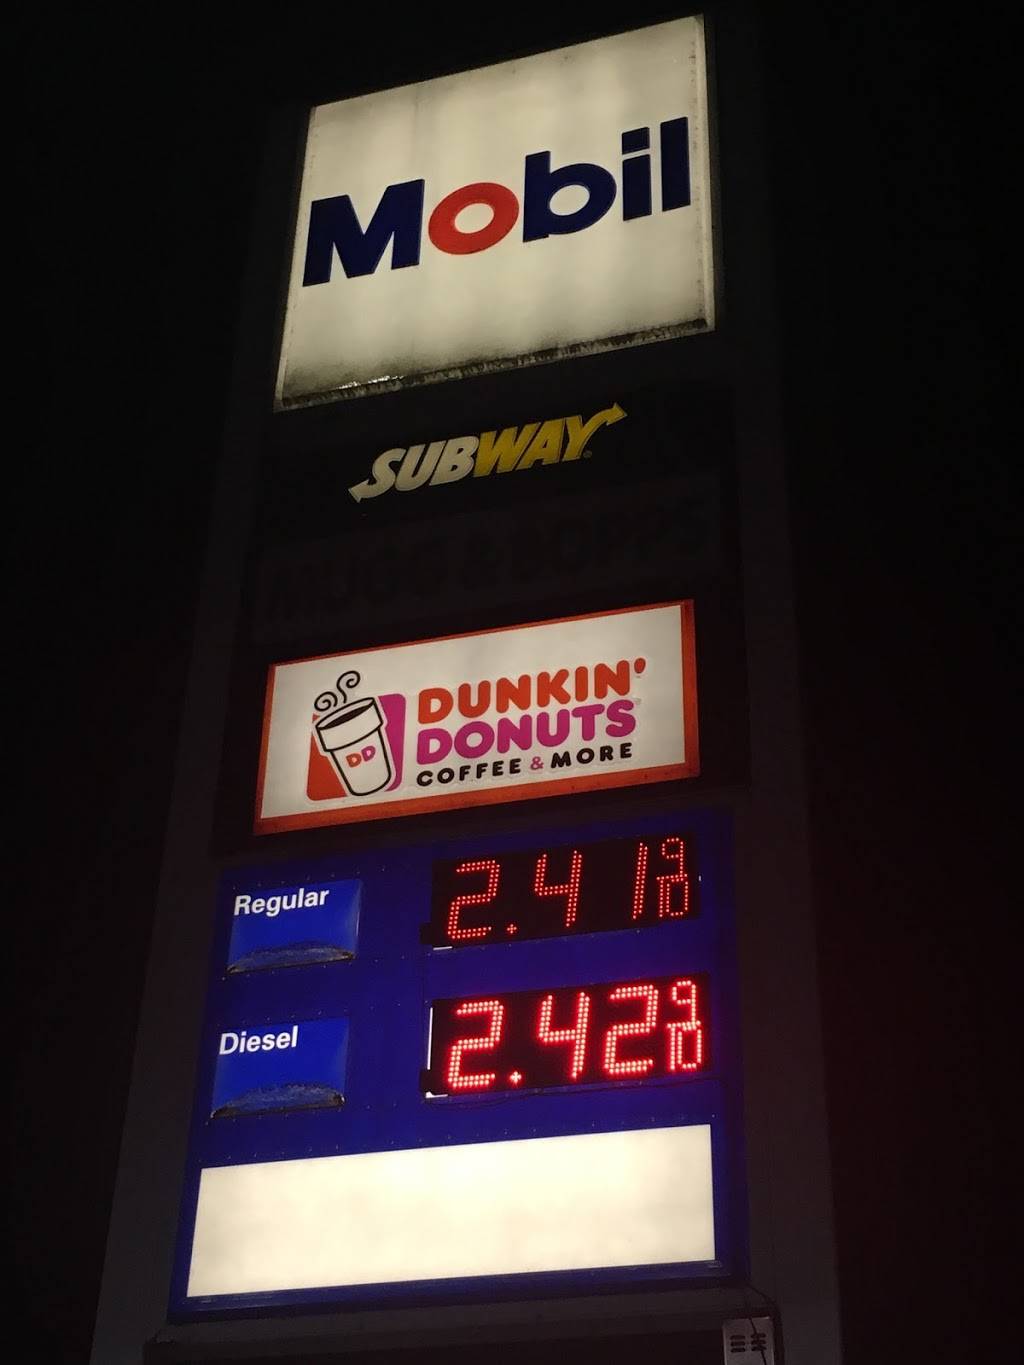 Mobil
SUBWAY
DUNKIN'
DONUTS
DD
COFFEE & MORE
Regular
2.41 9/10
Diesel
2.42 9/10